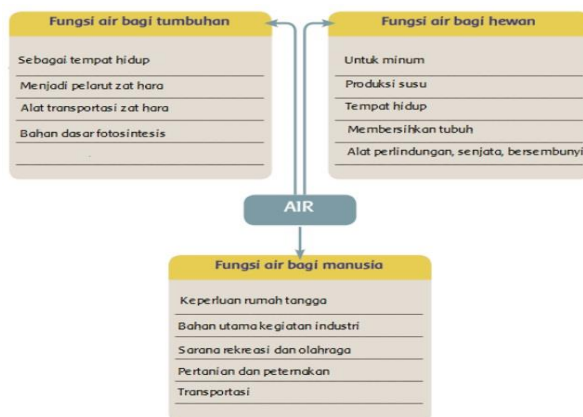 Fungsi air bagi tumbuhan
Sebagai tempat hidup
Menjadi pelarut zat hara
Alat transportasi zat hara
Bahan dasar fotosintesis
Fungsi air bagi hewan
Untuk minum
Produksi susu
Tempat hidup
Membersihkan tubuh
Alat perlindungan, senjata, bersembunyi
AIR
Fungsi air bagi manusia
Keperluan rumah tangga
Bahan utama kegiatan industri
Sarana rekreasi dan olahraga
Pertanian dan peternakan
Transportasi